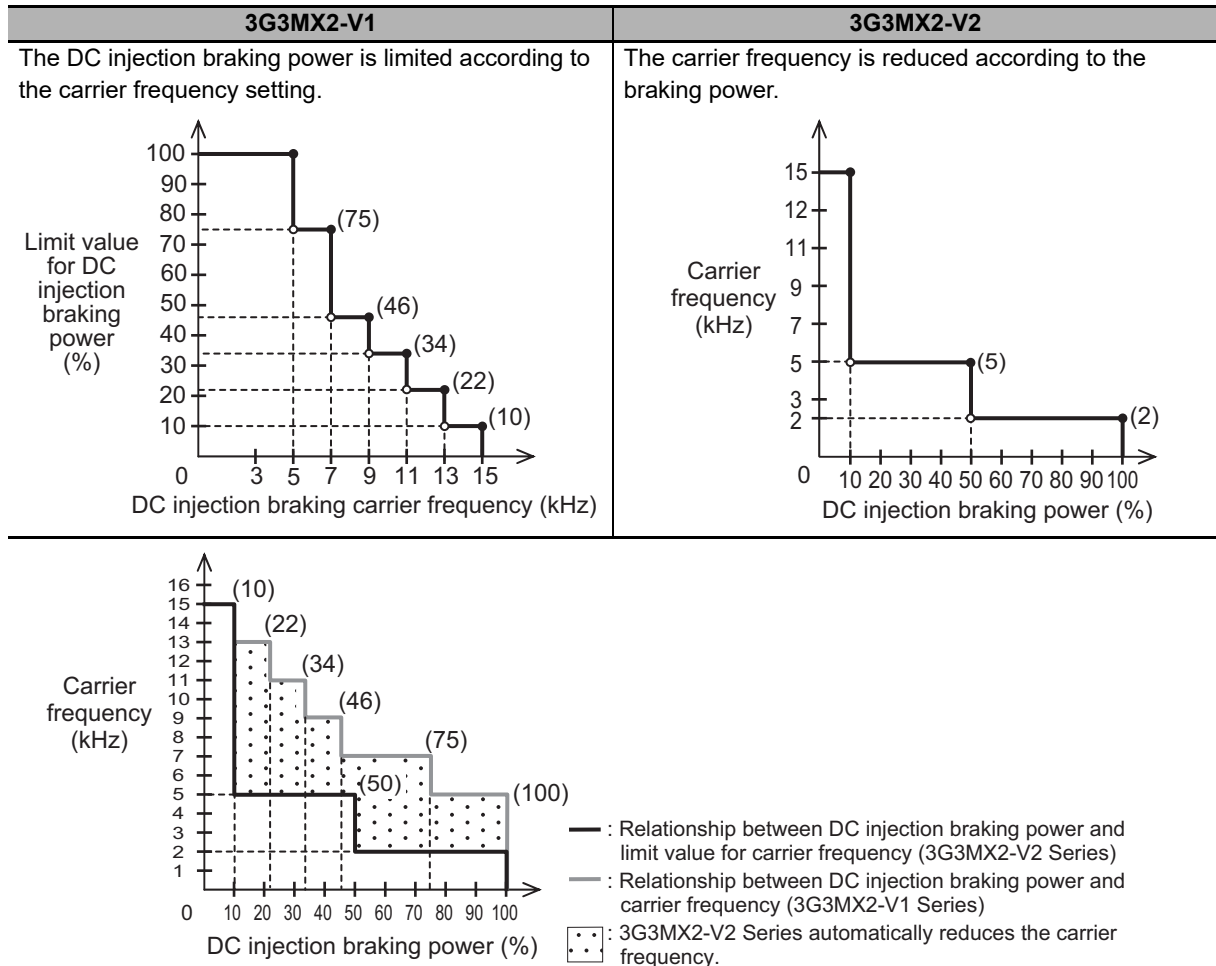 3G3MX2-V1
The DC injection braking power is limited according to
the carrier frequency setting.
100
90
80
70
60
50
40
30
20
10
0
(75)
(46)
(34)
(22)
(10)
Limit value
for DC
injection
braking
power
(%)
3 5 7 9 11 13 15
DC injection braking carrier frequency (kHz)
3G3MX2-V2
The carrier frequency is reduced according to the
braking power.
15
12
11
9
7
5
3
2
0
(5)
(2)
Carrier
frequency
(kHz)
10 20 30 40 50 60 70 80 90 100
DC injection braking power (%)
16
15
14
13
12
11
10
9
8
7
6
5
4
3
2
1
0
(10)
(22)
(34)
(46)
(75)
(50)
(100)
Carrier
frequency
(kHz)
10 20 30 40 50 60 70 80 90 100
DC injection braking power (%)
: Relationship between DC injection braking power and
limit value for carrier frequency (3G3MX2-V2 Series)
: Relationship between DC injection braking power and
carrier frequency (3G3MX2-V1 Series)
: 3G3MX2-V2 Series automatically reduces the carrier
frequency.